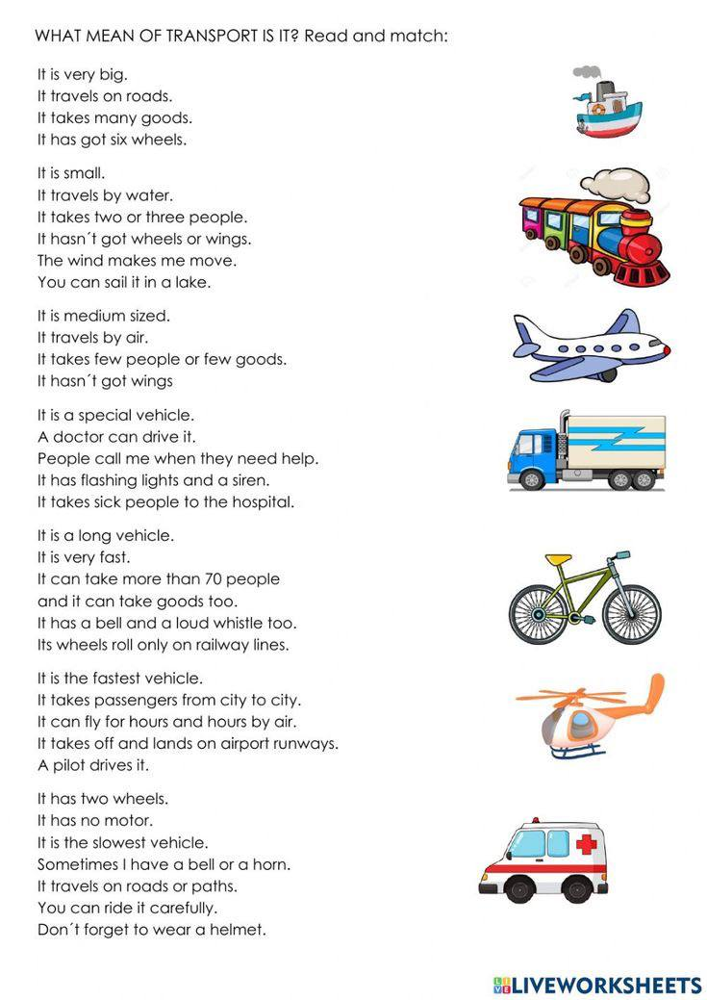 WHAT MEAN OF TRANSPORT IS IT? Read and match:
It is very big.
It travels on roads.
It takes many goods.
It has got six wheels.
It is small.
It travels by water.
It takes two or three people.
It hasn´t got wheels or wings.
The wind makes me move.
You can sail it in a lake.
It is medium sized.
It travels by air.
It takes few people or few goods.
It hasn´t got wings
It is a special vehicle.
A doctor can drive it.
People call me when they need help.
It has flashing lights and a siren.
It takes sick people to the hospital.
It is a long vehicle.
It is very fast.
It can take more than 70 people
and it can take goods too.
It has a bell and a loud whistle too.
Its wheels roll only on railway lines.
It is the fastest vehicle.
It takes passengers from city to city.
It can fly for hours and hours by air.
It takes off and lands on airport runways.
A pilot drives it.
It has two wheels.
It has no motor.
It is the slowest vehicle.
Sometimes I have a bell or a horn.
It travels on roads or paths.
You can ride it carefully.
Don´t forget to wear a helmet.
LIVE LIVEWORKSHEETS